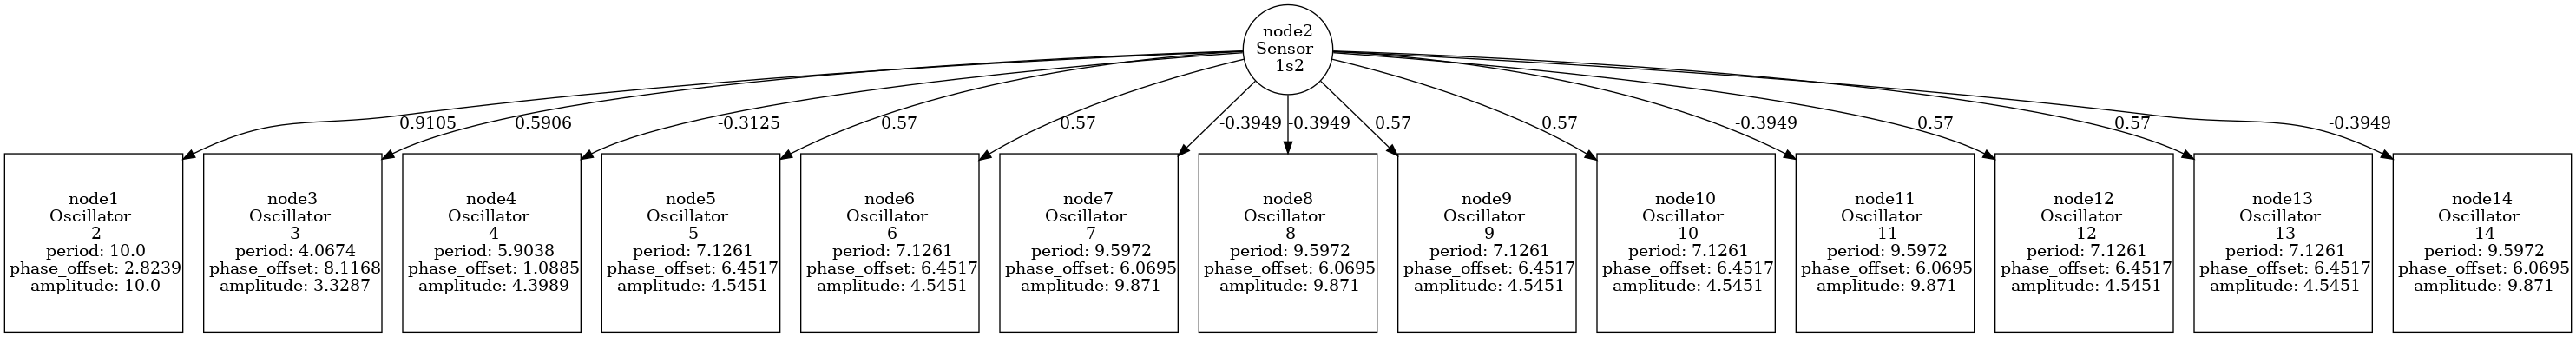 node2
Sensor
1s2
0.9105
0.5906
-0.3125
0.57
0.57
-0.3949
-0.3949
0.57
0.57
-0.3949
0.57
0.57
-0.3949
node1
Oscillator
2
period: 10.0
phase_offset: 2.8239
amplitude: 10.0
node3
Oscillator
3
period: 4.0674
phase_offset: 8.1168
amplitude: 3.3287
node4
Oscillator
4
period: 5.9038
phase_offset: 1.0885
amplitude: 4.3989
node5
Oscillator
5
period: 7.1261
phase_offset: 6.4517
amplitude: 4.5451
node6
Oscillator
6
period: 7.1261
phase_offset: 6.4517
amplitude: 4.5451
node7
Oscillator
7
period: 9.5972
phase_offset: 6.0695
amplitude: 9.871
node8
Oscillator
8
period: 9.5972
phase_offset: 6.0695
amplitude: 9.871
node9
Oscillator
9
period: 7.1261
phase_offset: 6.4517
amplitude: 4.5451
node10
Oscillator
10
period: 7.1261
phase_offset: 6.4517
amplitude: 4.5451
node11
Oscillator
11
period: 9.5972
phase_offset: 6.0695
amplitude: 9.871
node12
Oscillator
12
period: 7.1261
phase_offset: 6.4517
amplitude: 4.5451
node13
Oscillator
13
period: 7.1261
phase_offset: 6.4517
amplitude: 4.5451
node14
Oscillator
14
period: 9.5972
phase_offset: 6.0695
amplitude: 9.871